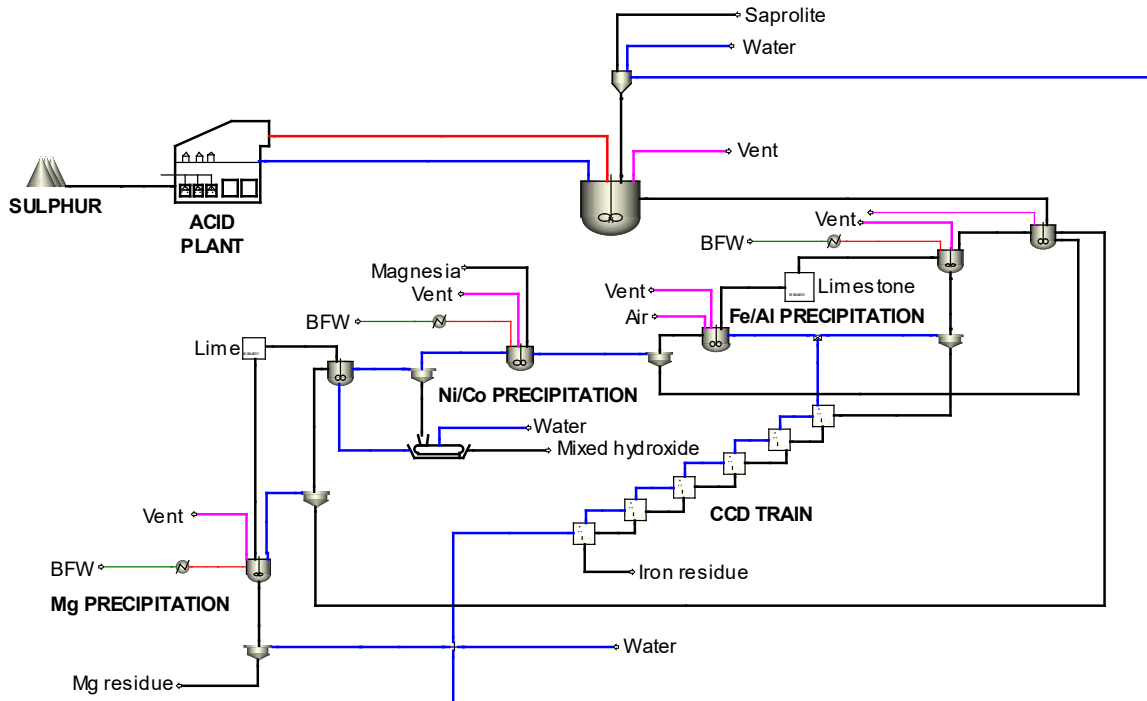 Saprolite
Water
Vent
SULPHUR
ACID
PLANT
Vent
BFW
Magnesia
Vent
Limestone
Vent
Fe/Al PRECIPITATION
Air
BFW
Lime
Ni/Co PRECIPITATION
Water
Mixed hydroxide
CCD TRAIN
Vent
Iron residue
BFW
Mg PRECIPITATION
Water
Mg residue